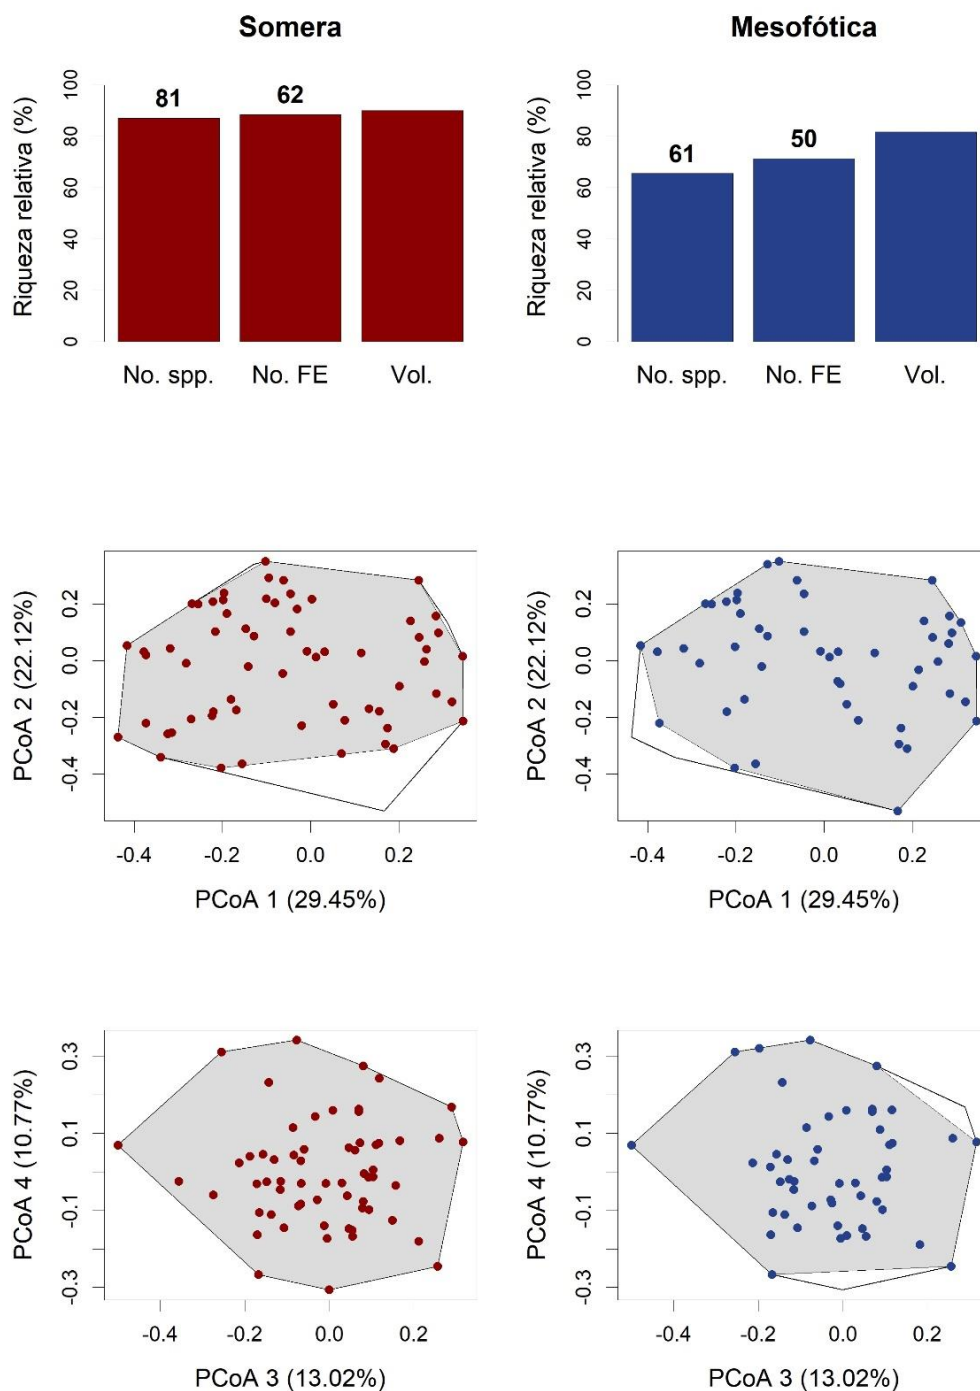 Somera
Mesofótica
Riqueza relativa (%)
0 20 40 60 80 100
81 62
No. spp. No. FE Vol.
Riqueza relativa (%)
0 20 40 60 80 100
61 50
No. spp. No. FE Vol.
PCoA 2 (22.12%)
0.2
0.0
-0.2
-0.4
-0.4 -0.2 0.0 0.2
PCoA 1 (29.45%)
PCoA 2 (22.12%)
0.2
0.0
-0.2
-0.4
-0.4 -0.2 0.0 0.2
PCoA 1 (29.45%)
PCoA 4 (10.77%)
0.3
0.1
-0.1
-0.3
-0.4 -0.2 0.0 0.2
PCoA 3 (13.02%)
PCoA 4 (10.77%)
0.3
0.1
-0.1
-0.3
-0.4 -0.2 0.0 0.2
PCoA 3 (13.02%)